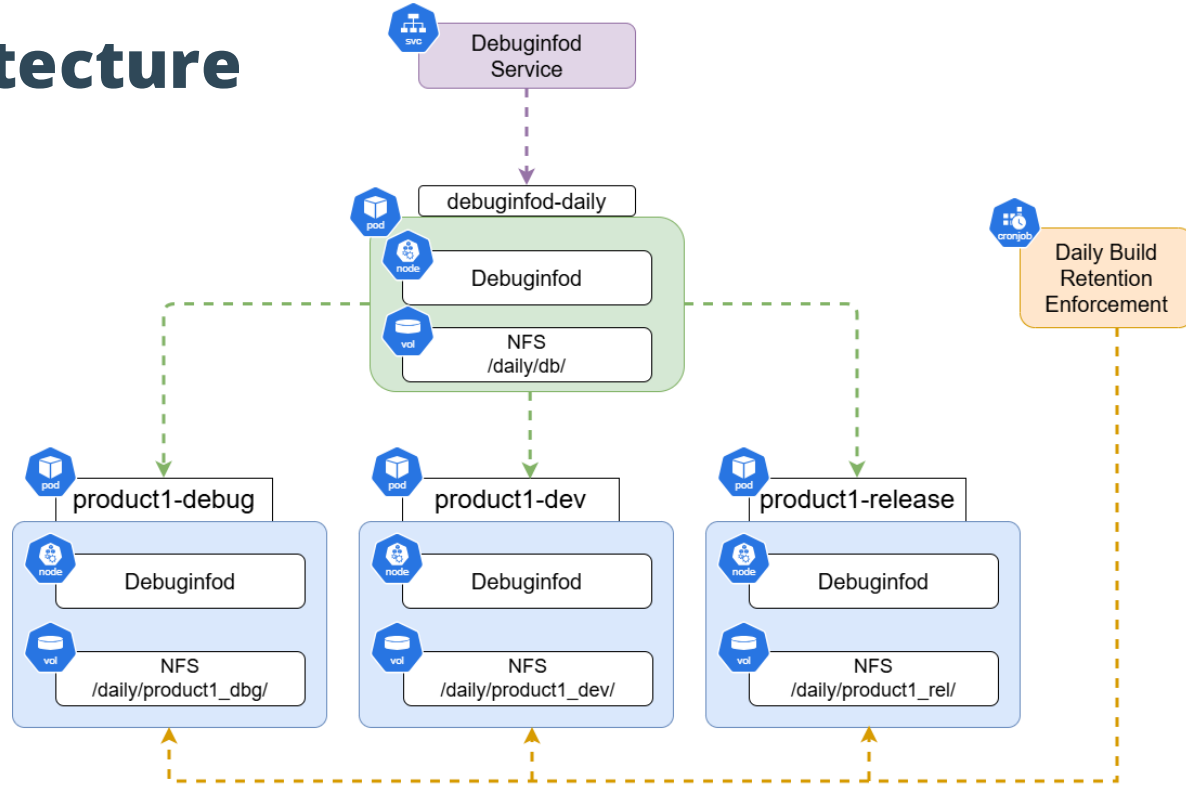 tecture
svc
Debuginfod
Service
debuginfod-daily
pod
node
Debuginfod
vol
NFS
/daily/db/
cronjob
Daily Build
Retention
Enforcement
pod
product1-debug
node
Debuginfod
vol
NFS
/daily/product1_dbg/
pod
product1-dev
node
Debuginfod
vol
NFS
/daily/product1_dev/
pod
product1-release
node
Debuginfod
vol
NFS
/daily/product1_rel/